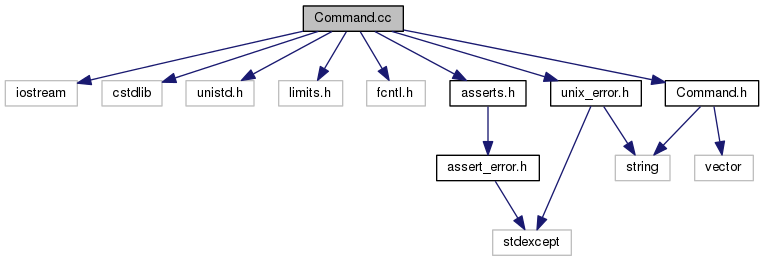 Command.cc
iostream
cstdlib
unistd.h
limits.h
fcntl.h
asserts.h
unix_error.h
Command.h
assert_error.h
string
vector
stdexcept